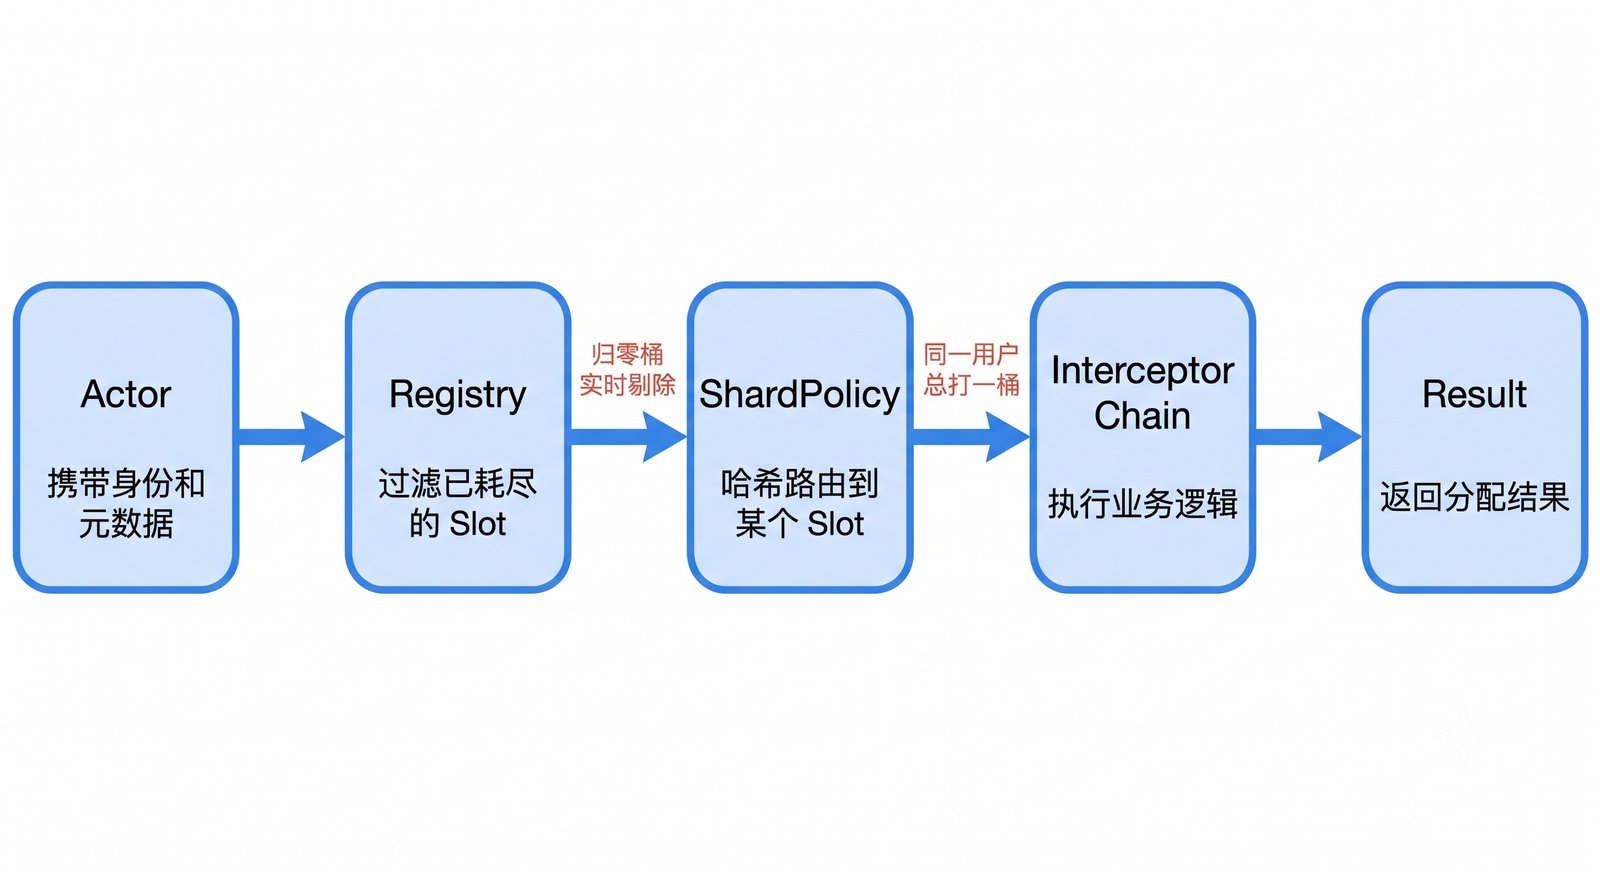 Actor
携带身份和
元数据
Registry
过滤已耗尽
的 Slot
归零桶
实时剔除
ShardPolicy
哈希路由到
某个 Slot
同一用户
总打一桶
Interceptor
Chain
执行业务逻辑
Result
返回分配结果